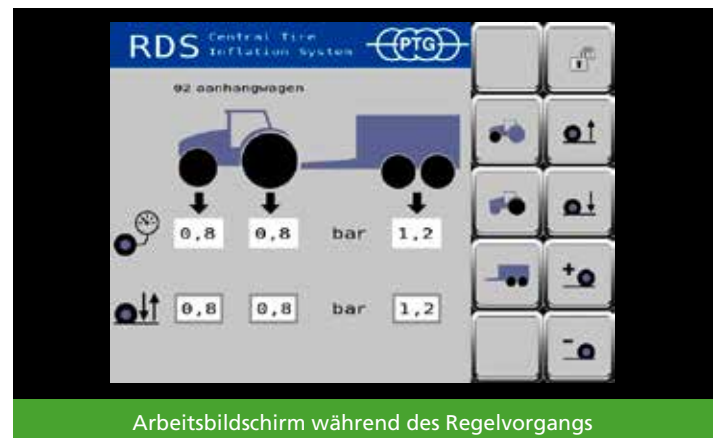 RDS Central Tire Inflation System PTG
02 aanhangwagen
0,8 0,8 bar 1,2
0,8 0,8 bar 1,2
Arbeitsbildschirm während des Regelvorgangs